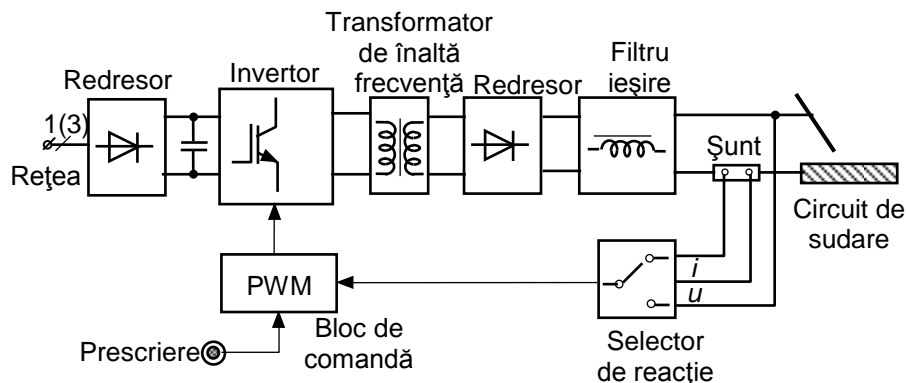 Transformator
de înaltă
frecvenţă
Filtru
ieşire
Redresor
Invertor
Redresor
1(3)
Reţea
Şunt
Circuit de
sudare
i
u
PWM
Bloc de
comandă
Prescriere
Selector
de reacţie